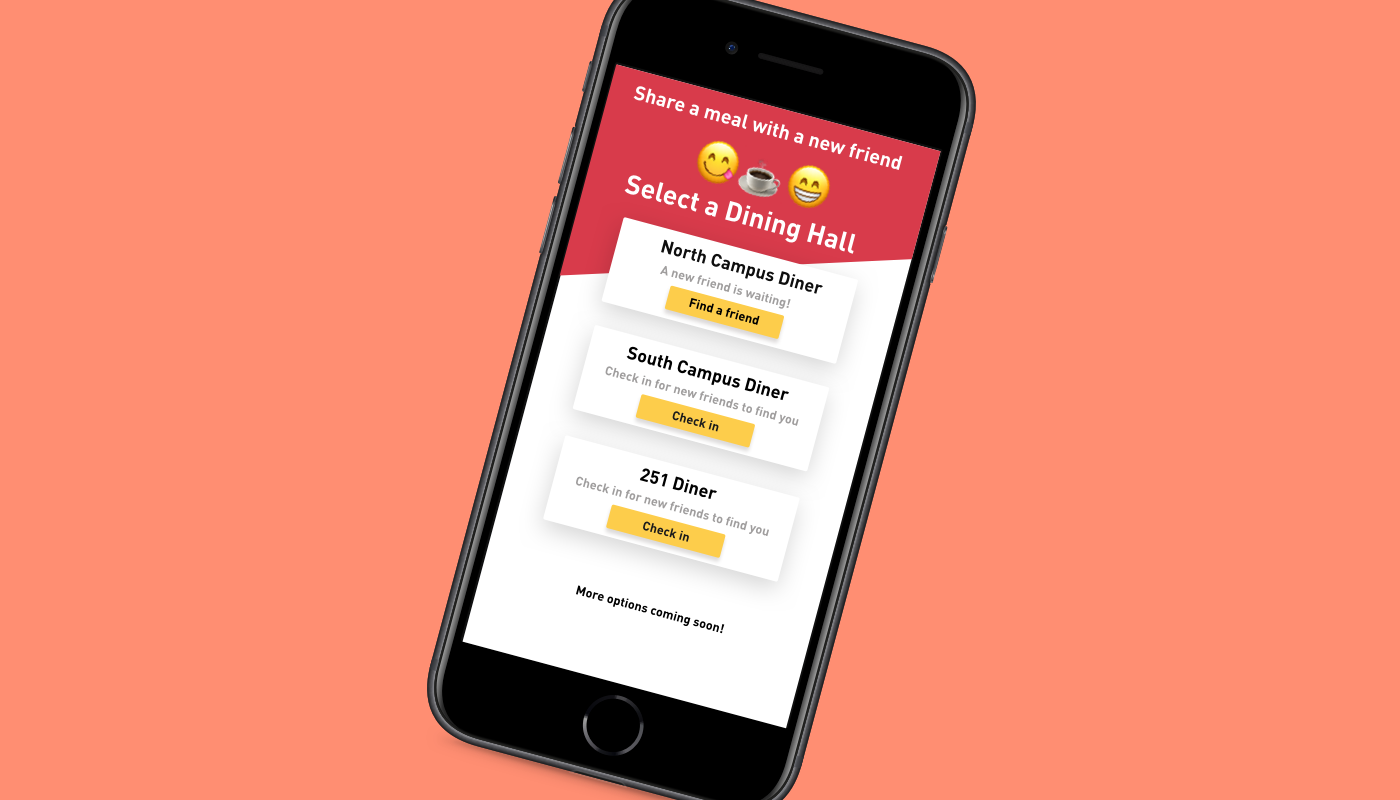 Share a meal with a new friend
Select a Dining Hall
North Campus Diner
A new friend is waiting!
Find a friend
South Campus Diner
Check in for new friends to find you
Check in
251 Diner
Check in for new friends to find you
Check in
More options coming soon!